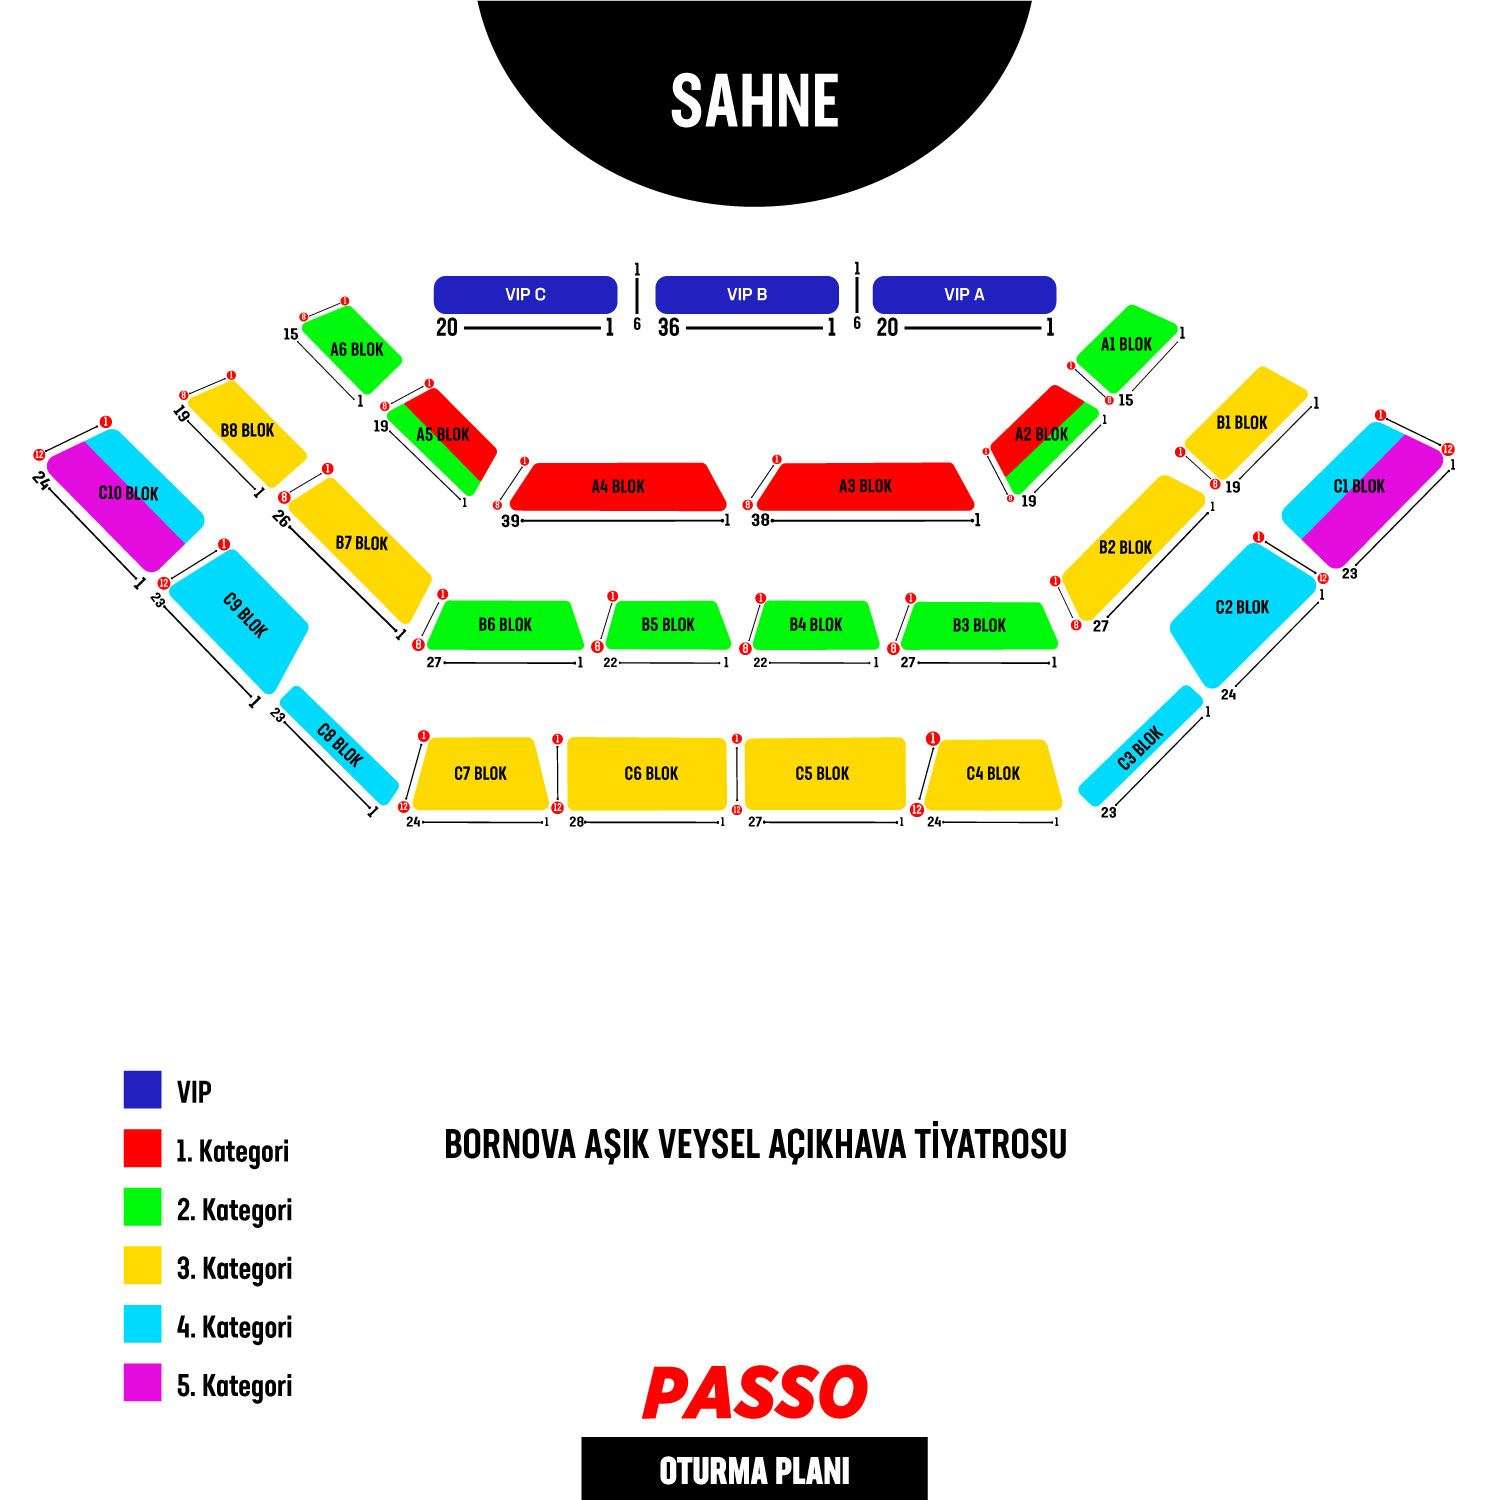 SAHNE
VIP C
VIP B
VIP A
20 1
1 6
36 1
1 6
20 1
A6 BLOK
1 8
15 1
A1 BLOK
1 8
15 1
B8 BLOK
1 8
19 1
A5 BLOK
1 8
19 1
A2 BLOK
1 8
19 1
B1 BLOK
1 8
19 1
C10 BLOK
1 12
24 1
A4 BLOK
1 8
39 1
A3 BLOK
1 8
38 1
C1 BLOK
1 12
23 1
B7 BLOK
1 8
26 1
B2 BLOK
1 8
27 1
C9 BLOK
1 12
23 1
B6 BLOK
1 8
27 1
B5 BLOK
1 8
22 1
B4 BLOK
1 8
22 1
B3 BLOK
1 8
27 1
C2 BLOK
1 12
24 1
C8 BLOK
23 1
C7 BLOK
1 12
24 1
C6 BLOK
1 12
28 1
C5 BLOK
1 12
27 1
C4 BLOK
1 12
24 1
C3 BLOK
23 1
VIP
1. Kategori
2. Kategori
3. Kategori
4. Kategori
5. Kategori
BORNOVA AŞIK VEYSEL AÇIKHAVA TİYATROSU
PASSO
OTURMA PLANI